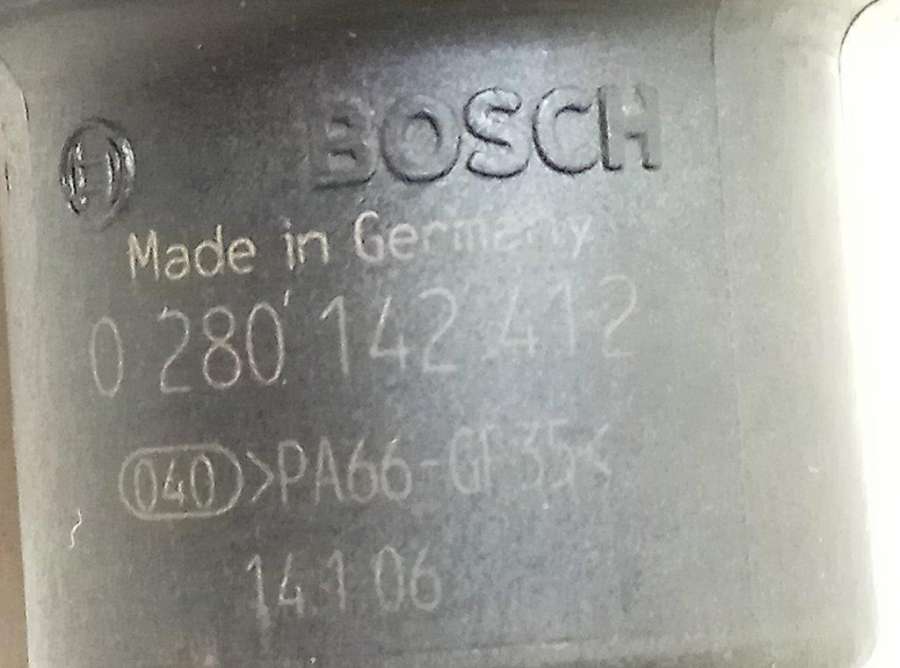 BOSCH
Made in Germany
0 280 142 412
040 >PA66-GF35<
14 1 06